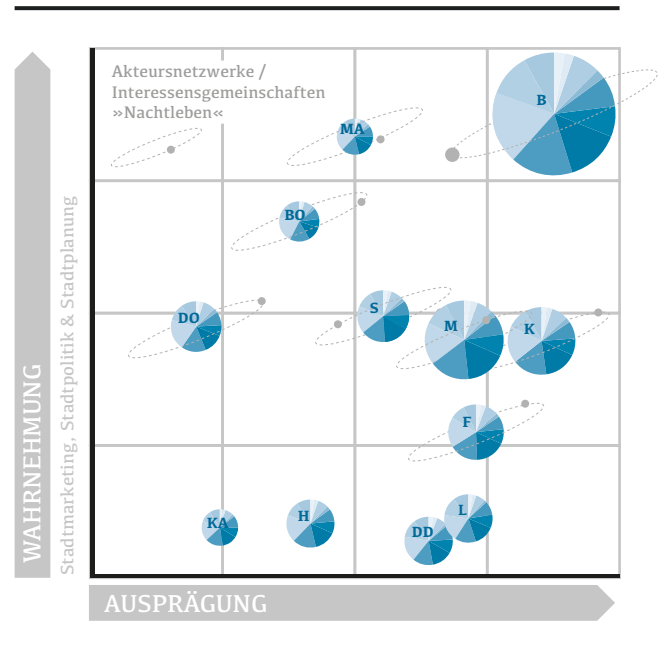 Akteursnetzwerke /
Interessensgemeinschaften
»Nachtleben«
B
MA
BO
DO
S
M
K
F
KA
H
DD
L
WAHRNEHMUNG
Stadtmarketing, Stadtpolitik & Stadtplanung
AUSPRÄGUNG